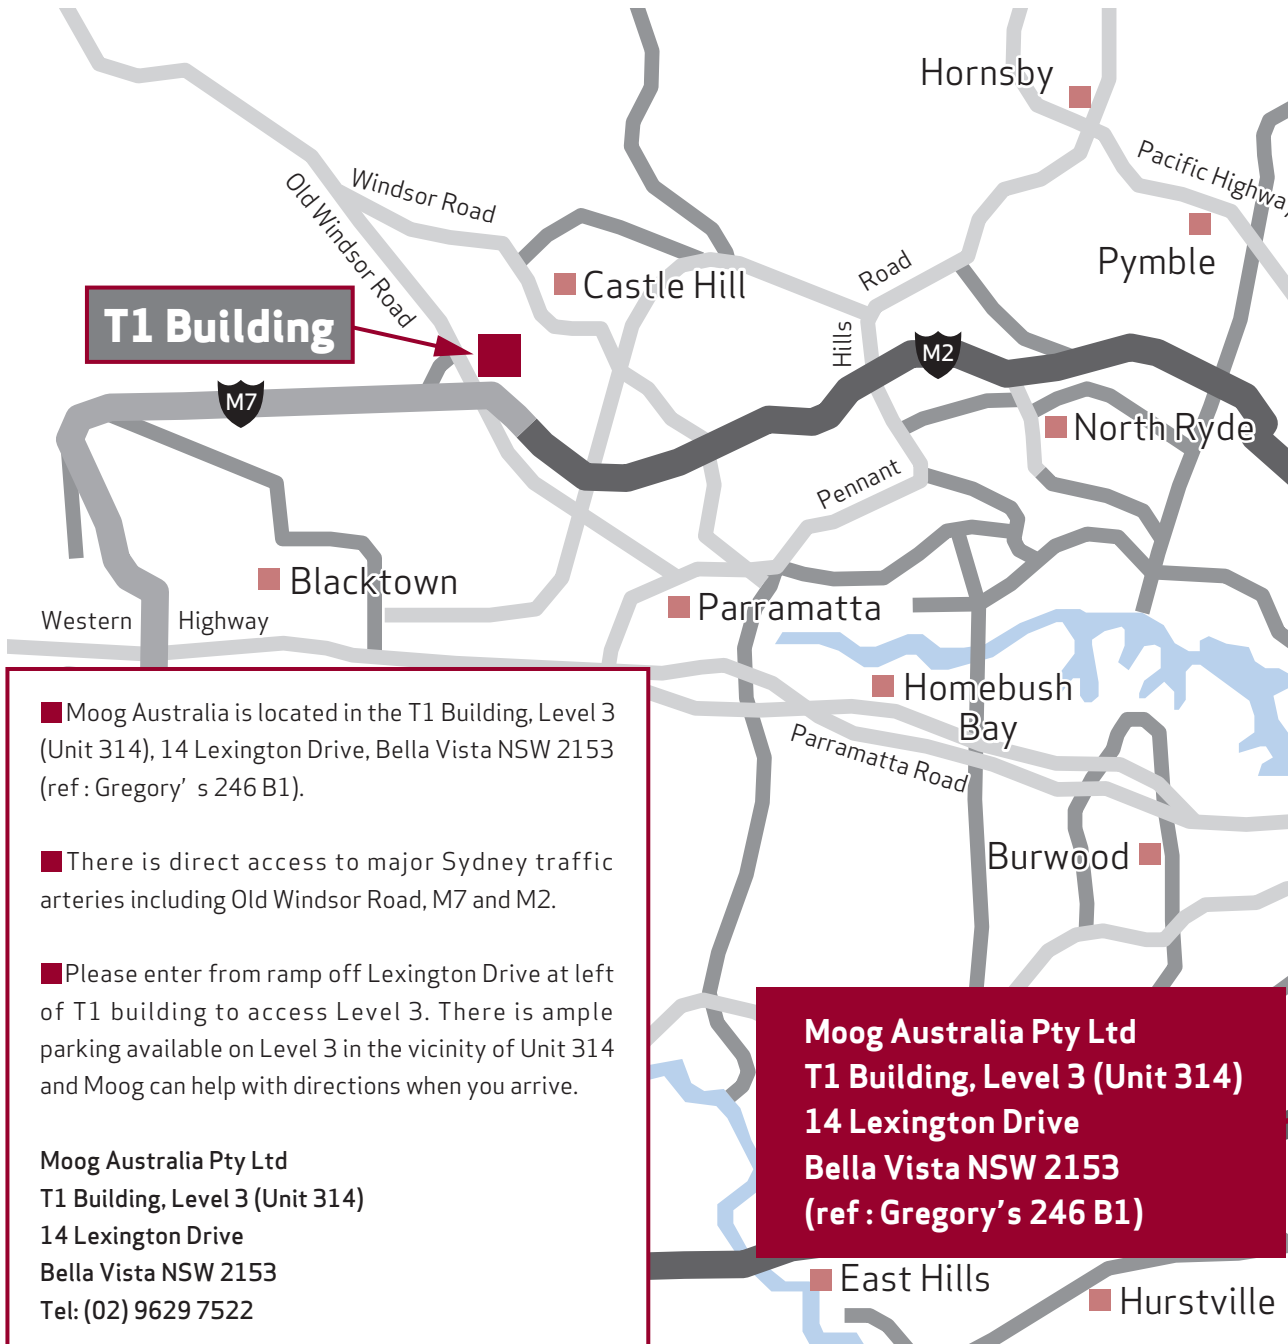 Hornsby
Pacific Highway
Windsor Road
Old Windsor Road
Pymble
Castle Hill
Road
T1 Building
Hills
M2
M7
North Ryde
Pennant
Blacktown
Parramatta
Western Highway
Homebush
Bay
Parramatta Road
Burwood
■ Moog Australia is located in the T1 Building, Level 3
(Unit 314), 14 Lexington Drive, Bella Vista NSW 2153
(ref : Gregory’ s 246 B1).
■ There is direct access to major Sydney traffic
arteries including Old Windsor Road, M7 and M2.
■ Please enter from ramp off Lexington Drive at left
of T1 building to access Level 3. There is ample
parking available on Level 3 in the vicinity of Unit 314
and Moog can help with directions when you arrive.
Moog Australia Pty Ltd
T1 Building, Level 3 (Unit 314)
14 Lexington Drive
Bella Vista NSW 2153
Tel: (02) 9629 7522
Moog Australia Pty Ltd
T1 Building, Level 3 (Unit 314)
14 Lexington Drive
Bella Vista NSW 2153
(ref : Gregory’s 246 B1)
East Hills
Hurstville